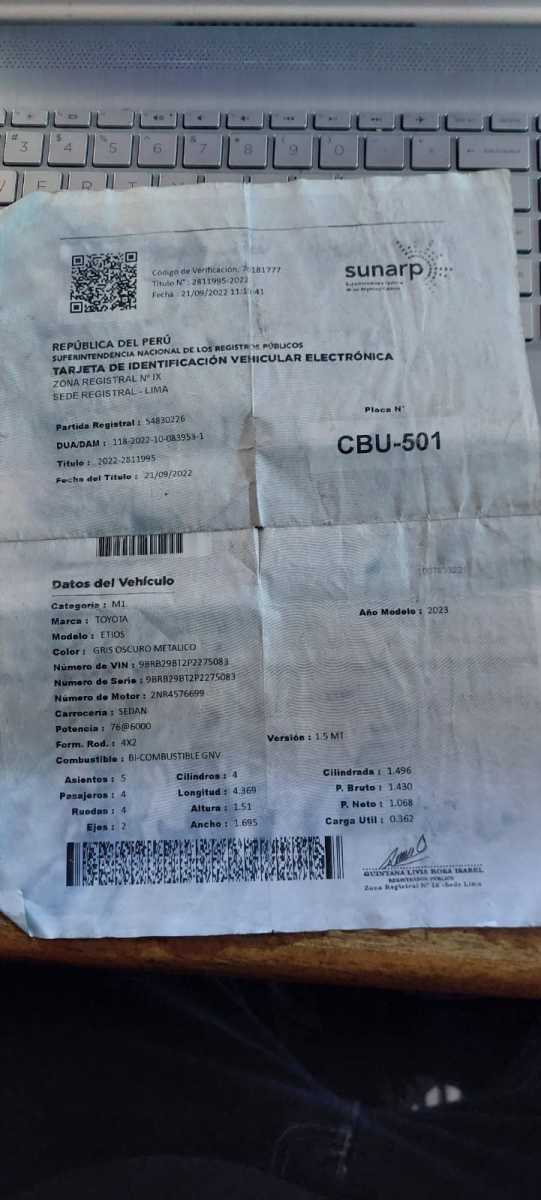 Título N° : 2811995-2022
Fecha : 21/09/2022
sunarp
REPÚBLICA DEL PERÚ
SUPERINTENDENCIA NACIONAL DE LOS REGISTROS PÚBLICOS
TARJETA DE IDENTIFICACIÓN VEHICULAR ELECTRÓNICA
ZONA REGISTRAL N° IX
SEDE REGISTRAL - LIMA
Placa N°
CBU-501
Partida Registral : 54830226
DUA/DAM : 118-2022-10-083953-1
Título : 2022-2811995
Fecha del Título : 21/09/2022
Datos del Vehículo
Categoría : M1
Año Modelo : 2023
Marca : TOYOTA
Modelo : ETIOS
Color : GRIS OSCURO METALICO
Número de VIN : 9BRB29BT2P2275083
Número de Serie : 9BRB29BT2P2275083
Número de Motor : 2NR4576699
Carrocería : SEDAN
Potencia : 76@6000
Form. Rod. : 4X2
Versión : 1.5 MT
Combustible : BI-COMBUSTIBLE GNV
Asientos : 5 Cilindros : 4 Cilindrada : 1.496
Pasajeros : 4 Longitud : 4.369 P. Bruto : 1.430
Ruedas : 4 Altura : 1.51 P. Neto : 1.068
Ejes : 2 Ancho : 1.695 Carga Util : 0.362
QUINTANA LIVIA ROSA ISABEL
REGISTRADOR PÚBLICO
Zona Registral N° IX -Sede Lima